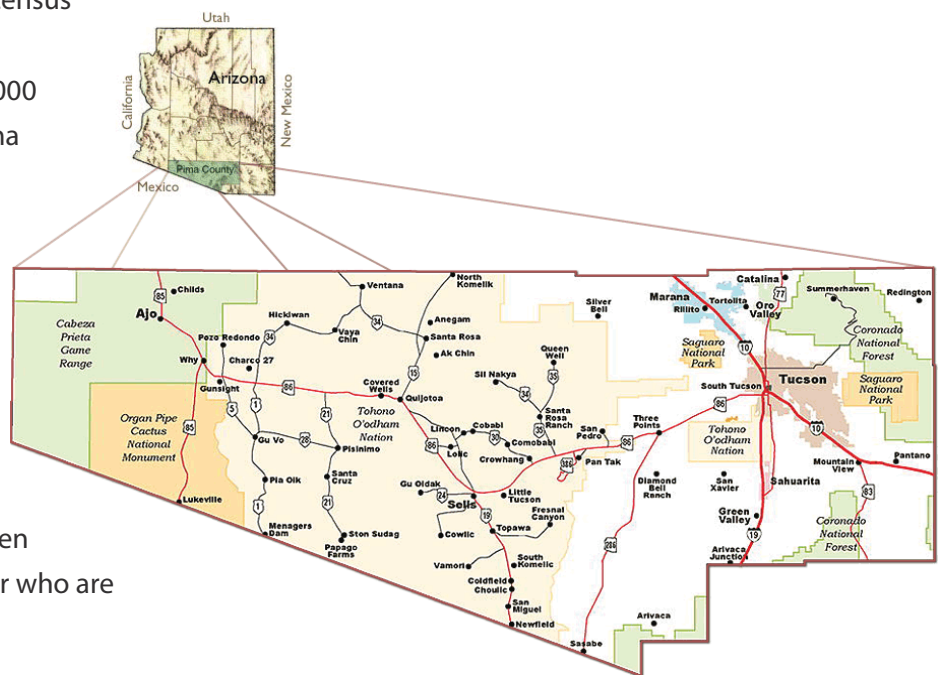 ensus
000
na
en
r who are
Utah
California
Arizona
New Mexico
Pima County
Mexico
85
Childs
Ajo
Cabeza
Prieta
Game
Range
Why
Organ Pipe
Cactus
National
Monument
85
Lukeville
Ventana
North
Komelik
Hickiwan
34
Vaya
Chin
34
Anegam
Santa Rosa
Ak Chin
Pozo Redondo
Charco 27
Gunsight
5
1
86
15
Covered
Wells
Quijotoa
21
Tohono
O'odham
Nation
Gu Vo
28
Pisinimo
Pia Oik
Santa
Cruz
1
21
Menagers
Dam
Ston Sudag
Papago
Farms
Silver
Bell
Queen
Well
Sil Nakya
34
35
Santa
Rosa
Ranch
35
Lincon
Cobabi
30
Comobabi
86
Lolic
Crowhang
San
Pedro
86
386
Pan Tak
Three
Points
Gu Oidak
24
Sells
Little
Tucson
19
Topawa
Fresnal
Canyon
Cowlic
Vamori
South
Komelic
Coldfield
Choulic
San
Miguel
Newfield
286
Sasabe
Diamond
Bell
Ranch
San
Xavier
Arivaca
Arivaca
Junction
Green
Valley
19
Sahuarita
Marana
Rillito
Tortolita
Catalina
77
Oro
Valley
Summerhaven
Redington
Coronado
National
Forest
10
Saguaro
National
Park
South Tucson
Tucson
86
Saguaro
National
Park
Tohono
O'odham
Nation
10
Mountain
View
Pantano
83
Coronado
National
Forest